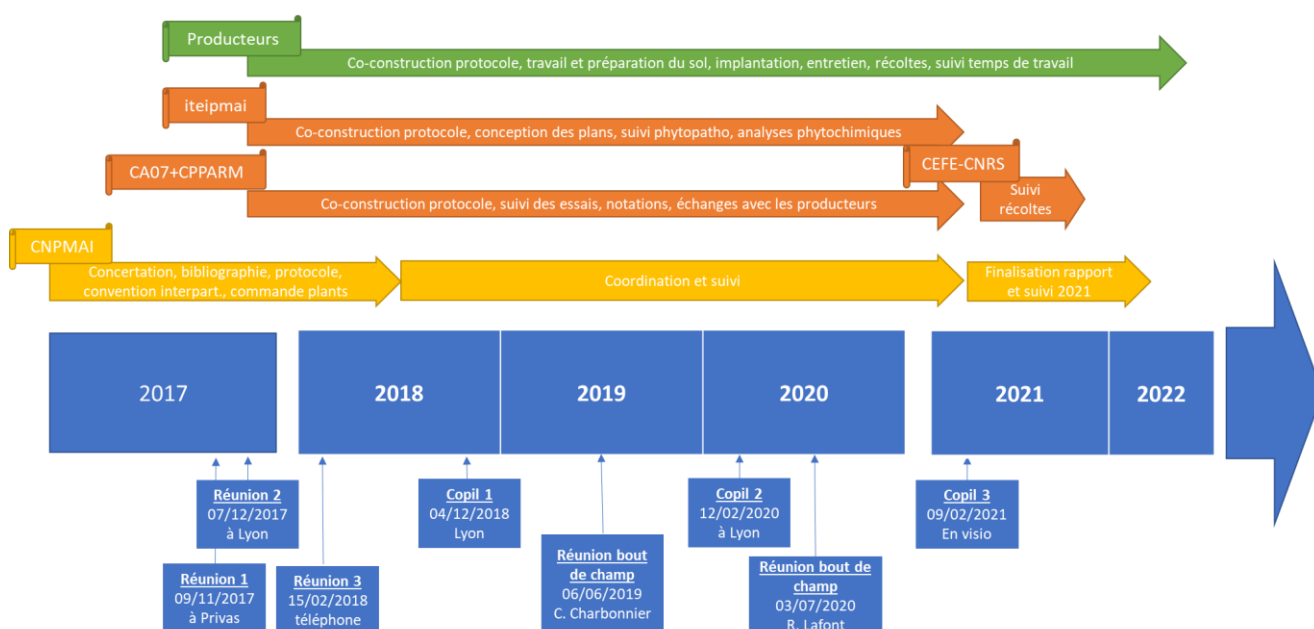 Producteurs
Co-construction protocole, travail et préparation du sol, implantation, entretien, récoltes, suivi temps de travail
iteipmai
Co-construction protocole, conception des plans, suivi phytopatho, analyses phytochimiques
CEFE-CNRS
CA07+CPPARM
Co-construction protocole, suivi des essais, notations, échanges avec les producteurs
Suivi
récoltes
CNPMAI
Concertation, bibliographie, protocole,
convention interpart., commande plants
Coordination et suivi
Finalisation rapport
et suivi 2021
2017
2018
2019
2020
2021
2022
Réunion 2
07/12/2017
à Lyon
Copil 1
04/12/2018
Lyon
Copil 2
12/02/2020
à Lyon
Copil 3
09/02/2021
En visio
Réunion 1
09/11/2017
à Privas
Réunion 3
15/02/2018
téléphone
Réunion bout
de champ
06/06/2019
C. Charbonnier
Réunion bout de
champ
03/07/2020
R. Lafont